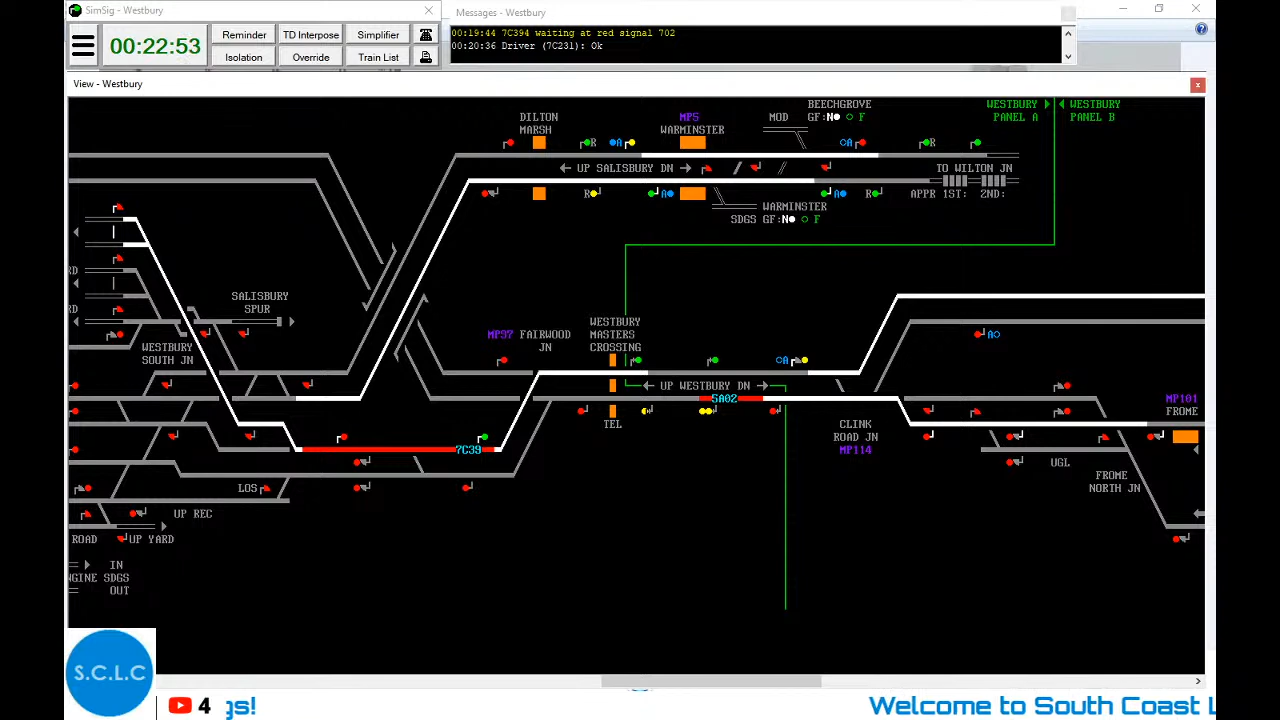 SimSig - Westbury
00:22:53
Reminder
TD Interpose
Simplifier
Isolation
Override
Train List
Messages - Westbury
00:19:44 7C394 waiting at red signal 702
00:20:36 Driver (7C231): Ok
View - Westbury
DILTON
MARSH
MP5
WARMINSTER
MOD
BEECHGROVE
GF:N F
WESTBURY
PANEL A
WESTBURY
PANEL B
R
A
A
R
UP SALISBURY DN
TO WILTON JN
R
A
A
R
APPR 1ST: 2ND:
WARMINSTER
SDGS GF:N F
RD
RD
SALISBURY
SPUR
WESTBURY
SOUTH JN
MP97 FAIRWOOD
JN
WESTBURY
MASTERS
CROSSING
A
A
UP WESTBURY DN
5A02
TEL
CLINK
ROAD JN
MP114
MP101
FROME
7C39
UGL
FROME
NORTH JN
LOS
UP REC
ROAD
UP YARD
IN
NGINE SDGS
OUT
S.C.L.C
4
gs!
Welcome to South Coast L